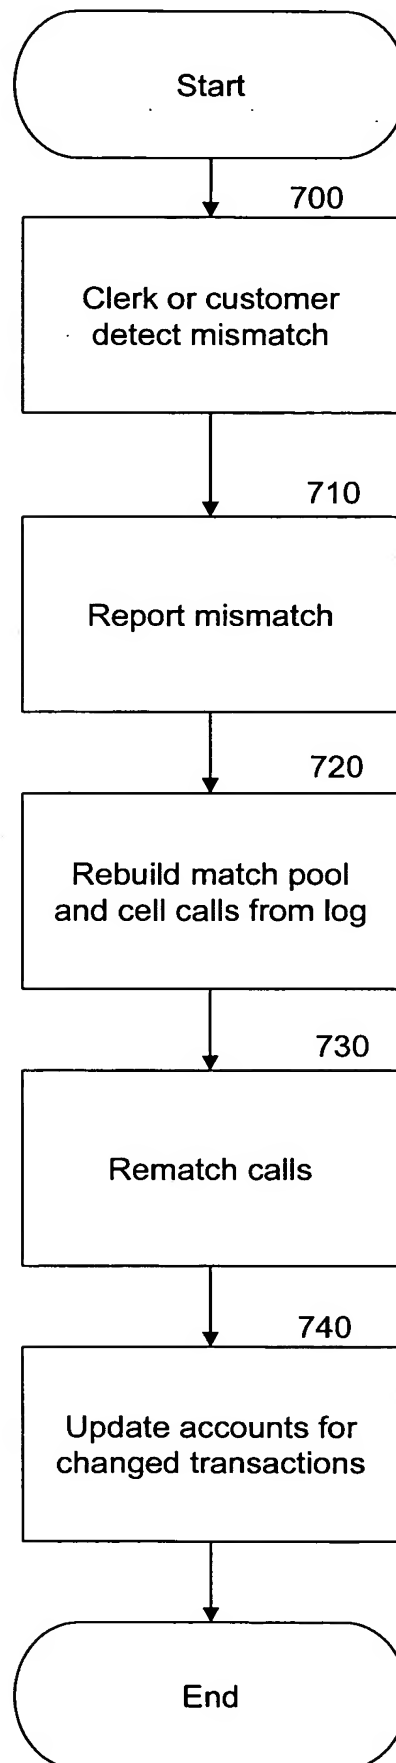 Start
700
Clerk or customer
detect mismatch
710
Report mismatch
720
Rebuild match pool
and cell calls from log
730
Rematch calls
740
Update accounts for
changed transactions
End